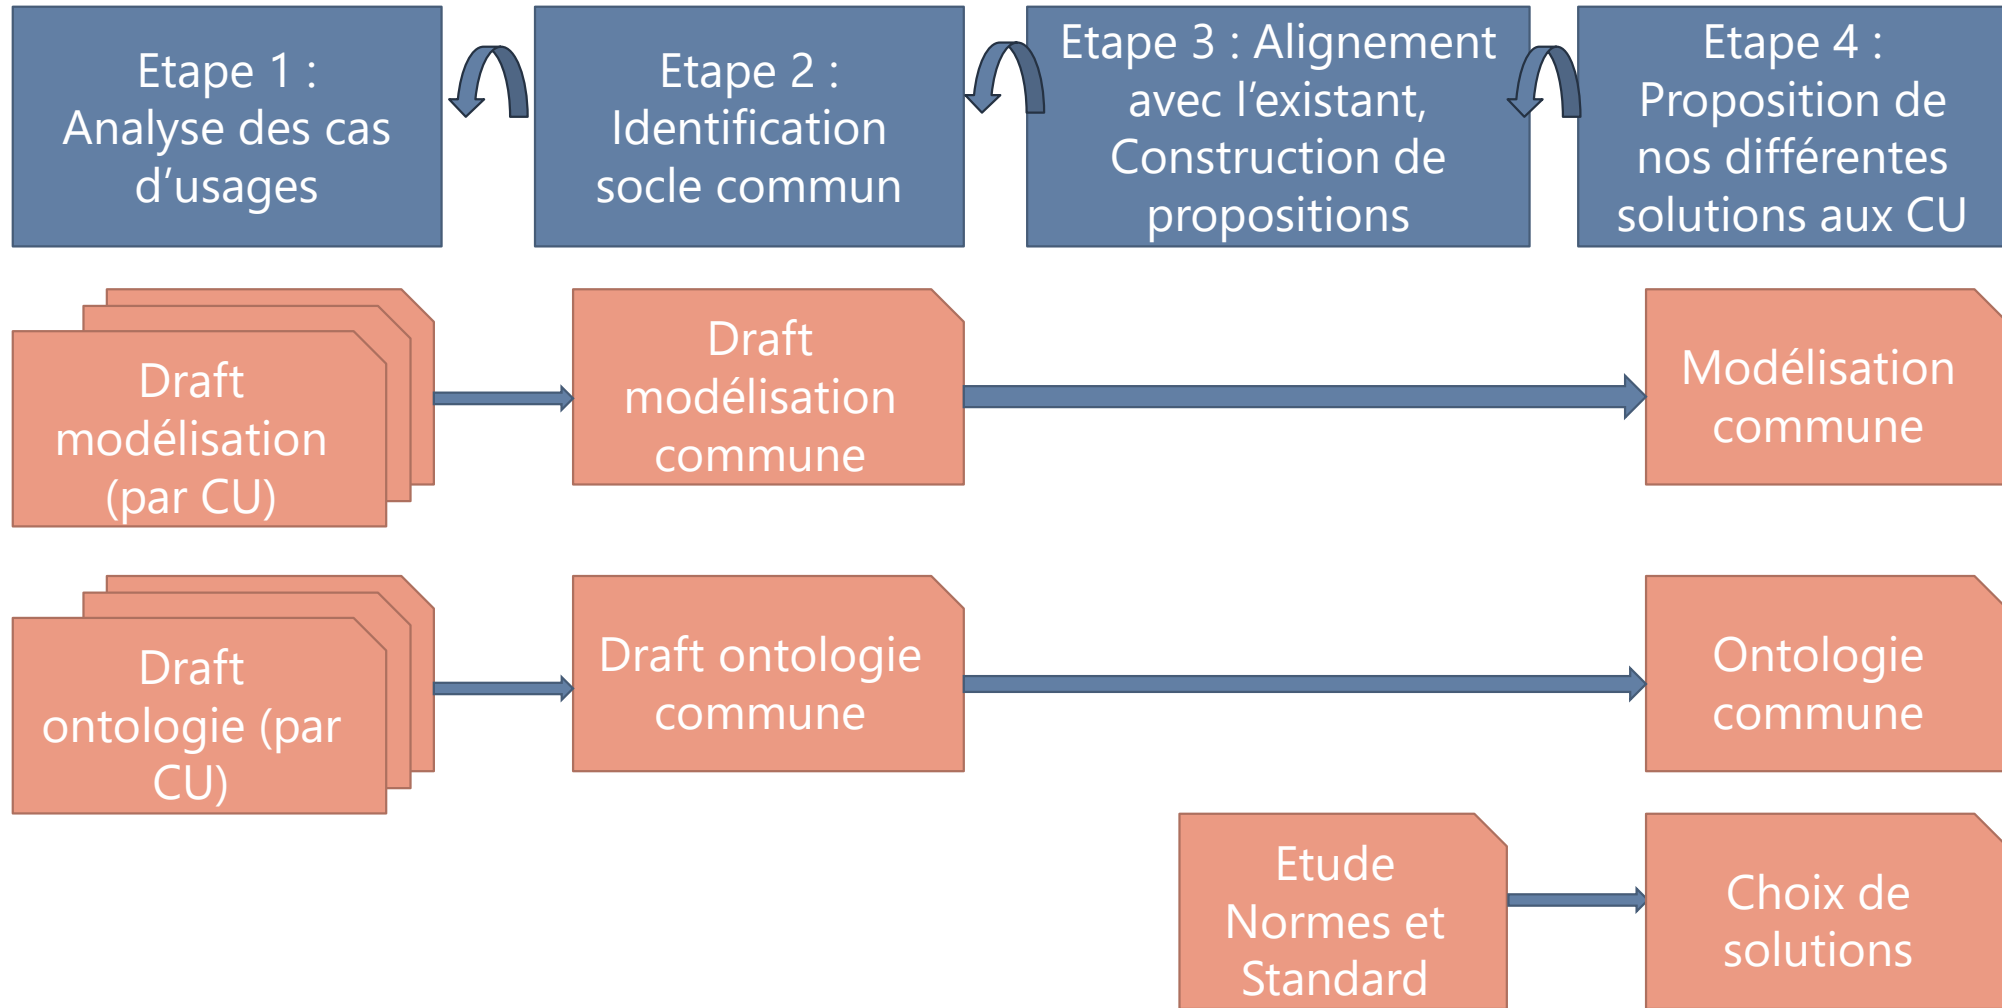 Etape 1 :
Analyse des cas
d’usages
Etape 2 :
Identification
socle commun
Etape 3 : Alignement
avec l’existant,
Construction de
propositions
Etape 4 :
Proposition de
nos différentes
solutions aux CU
Draft
modélisation
(par CU)
Draft
modélisation
commune
Modélisation
commune
Draft
ontologie (par
CU)
Draft ontologie
commune
Ontologie
commune
Etude
Normes et
Standard
Choix de
solutions